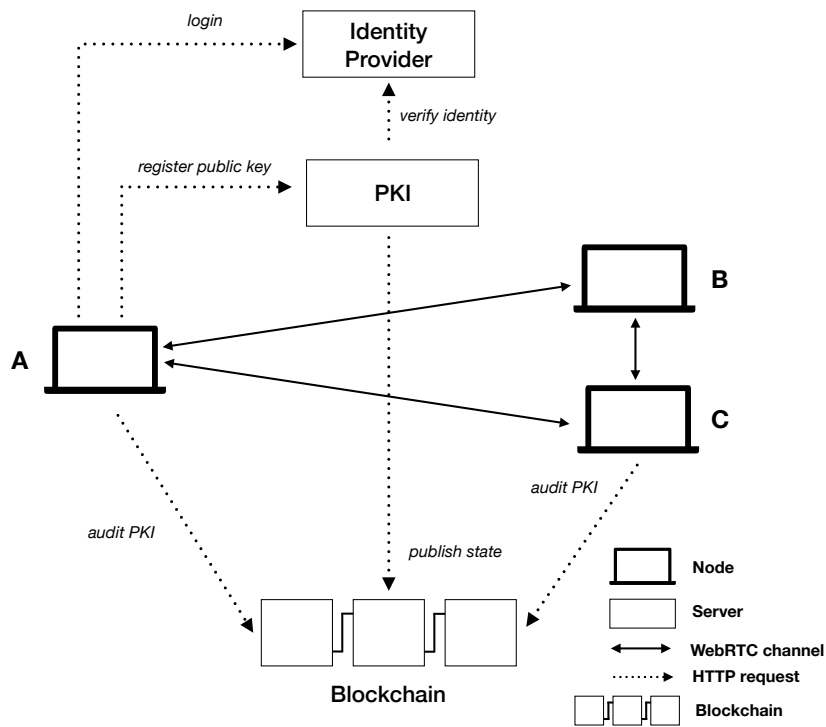 login
Identity
Provider
verify identity
register public key
PKI
B
A
C
audit PKI
audit PKI
publish state
Node
Server
WebRTC channel
HTTP request
Blockchain
Blockchain